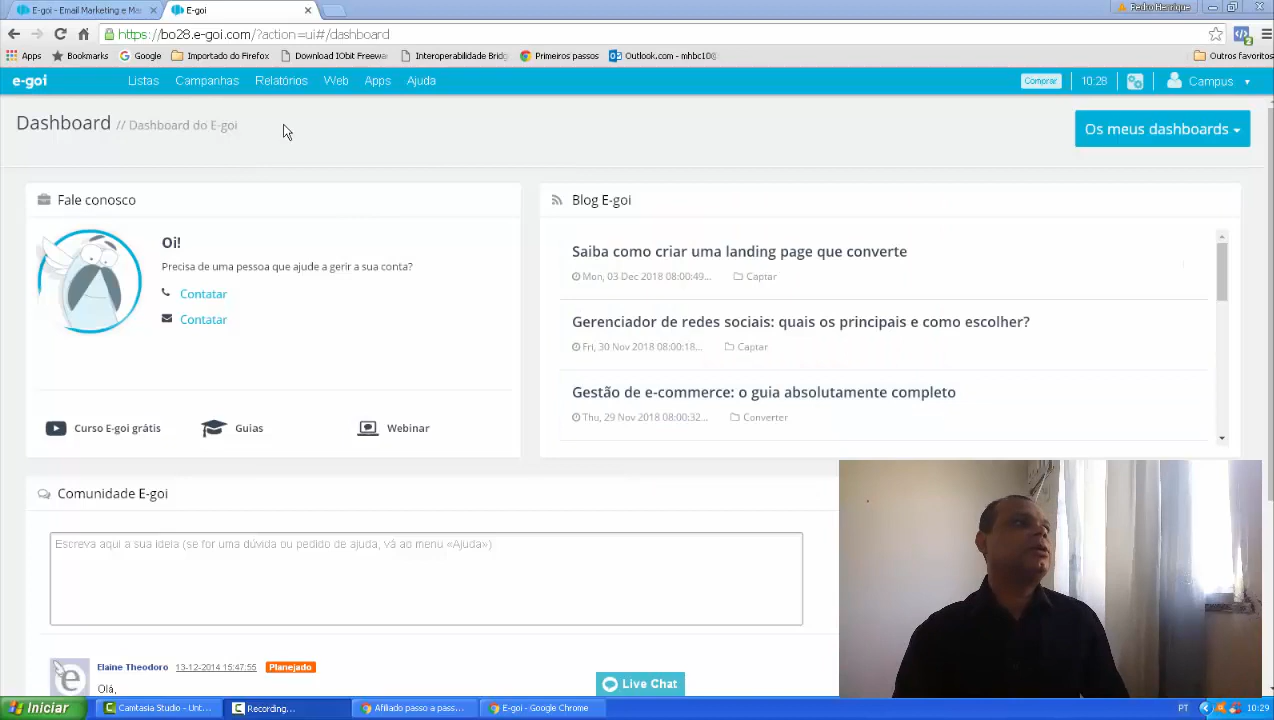 E-goi - Email Marketing e Ma
E-goi
Pedro Henrique
https://bo28.e-goi.com/?action=ui#/dashboard
Apps Bookmarks Google Importado do Firefox Download IObit Freewar Interoperabilidade Bridg Primeiros passos Outlook.com - mhbc10@ Outros favoritos
e-goi Listas Campanhas Relatórios Web Apps Ajuda Comprar 10:28 Campus
Dashboard // Dashboard do E-goi
Os meus dashboards
Fale conosco
Oi!
Precisa de uma pessoa que ajude a gerir a sua conta?
Contatar
Contatar
Curso E-goi grátis Guias Webinar
Blog E-goi
Saiba como criar uma landing page que converte
Mon, 03 Dec 2018 08:00:49... Captar
Gerenciador de redes sociais: quais os principais e como escolher?
Fri, 30 Nov 2018 08:00:18... Captar
Gestão de e-commerce: o guia absolutamente completo
Thu, 29 Nov 2018 08:00:32... Converter
Comunidade E-goi
Escreva aqui a sua ideia (se for uma dúvida ou pedido de ajuda, vá ao menu «Ajuda»)
Elaine Theodoro 13-12-2014 15:47:55 Planejado
Olá,
Live Chat
Iniciar Camtasia Studio - Unt... Recording... Afiliado passo a pass... E-goi - Google Chrome PT 10:29